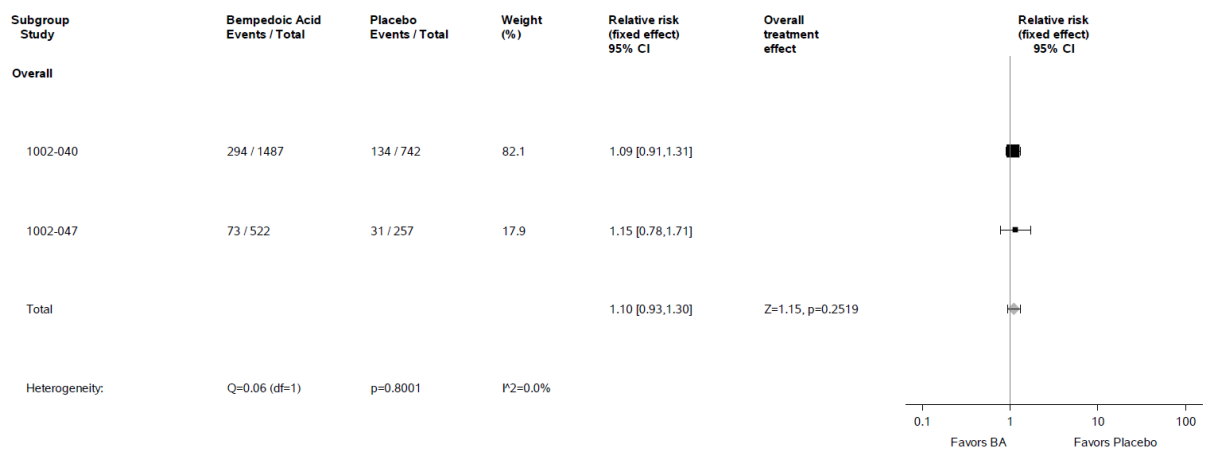 Subgroup Bempedoic Acid Placebo Weight Relative risk Overall Relative risk
Study Events / Total Events / Total (%) (fixed effect) treatment (fixed effect)
95% CI effect 95% CI
Overall
1002-040 294 / 1487 134 / 742 82.1 1.09 [0.91,1.31]
1002-047 73 / 522 31 / 257 17.9 1.15 [0.78,1.71]
Total 1.10 [0.93,1.30] Z=1.15, p=0.2519
Heterogeneity: Q=0.06 (df=1) p=0.8001 I^2=0.0%
0.1 1 10 100
Favors BA Favors Placebo